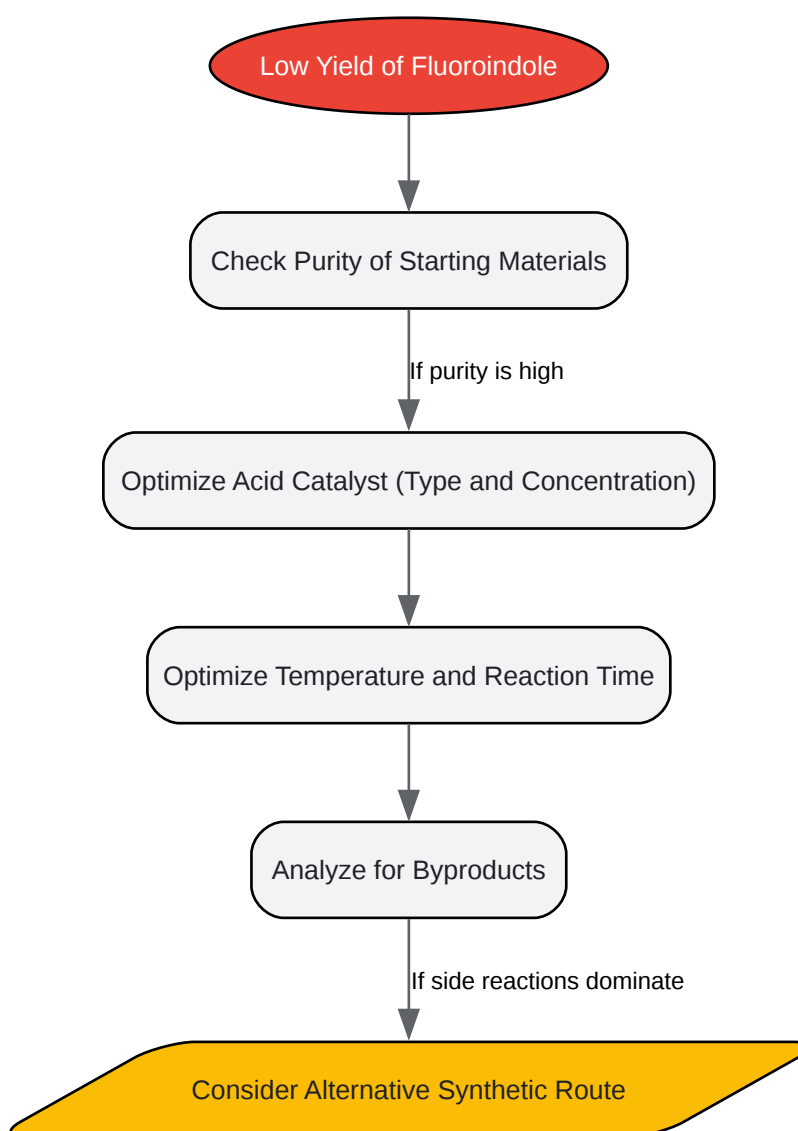 Low Yield of Fluoroindole
Check Purity of Starting Materials
If purity is high
Optimize Acid Catalyst (Type and Concentration)
Optimize Temperature and Reaction Time
Analyze for Byproducts
If side reactions dominate
Consider Alternative Synthetic Route